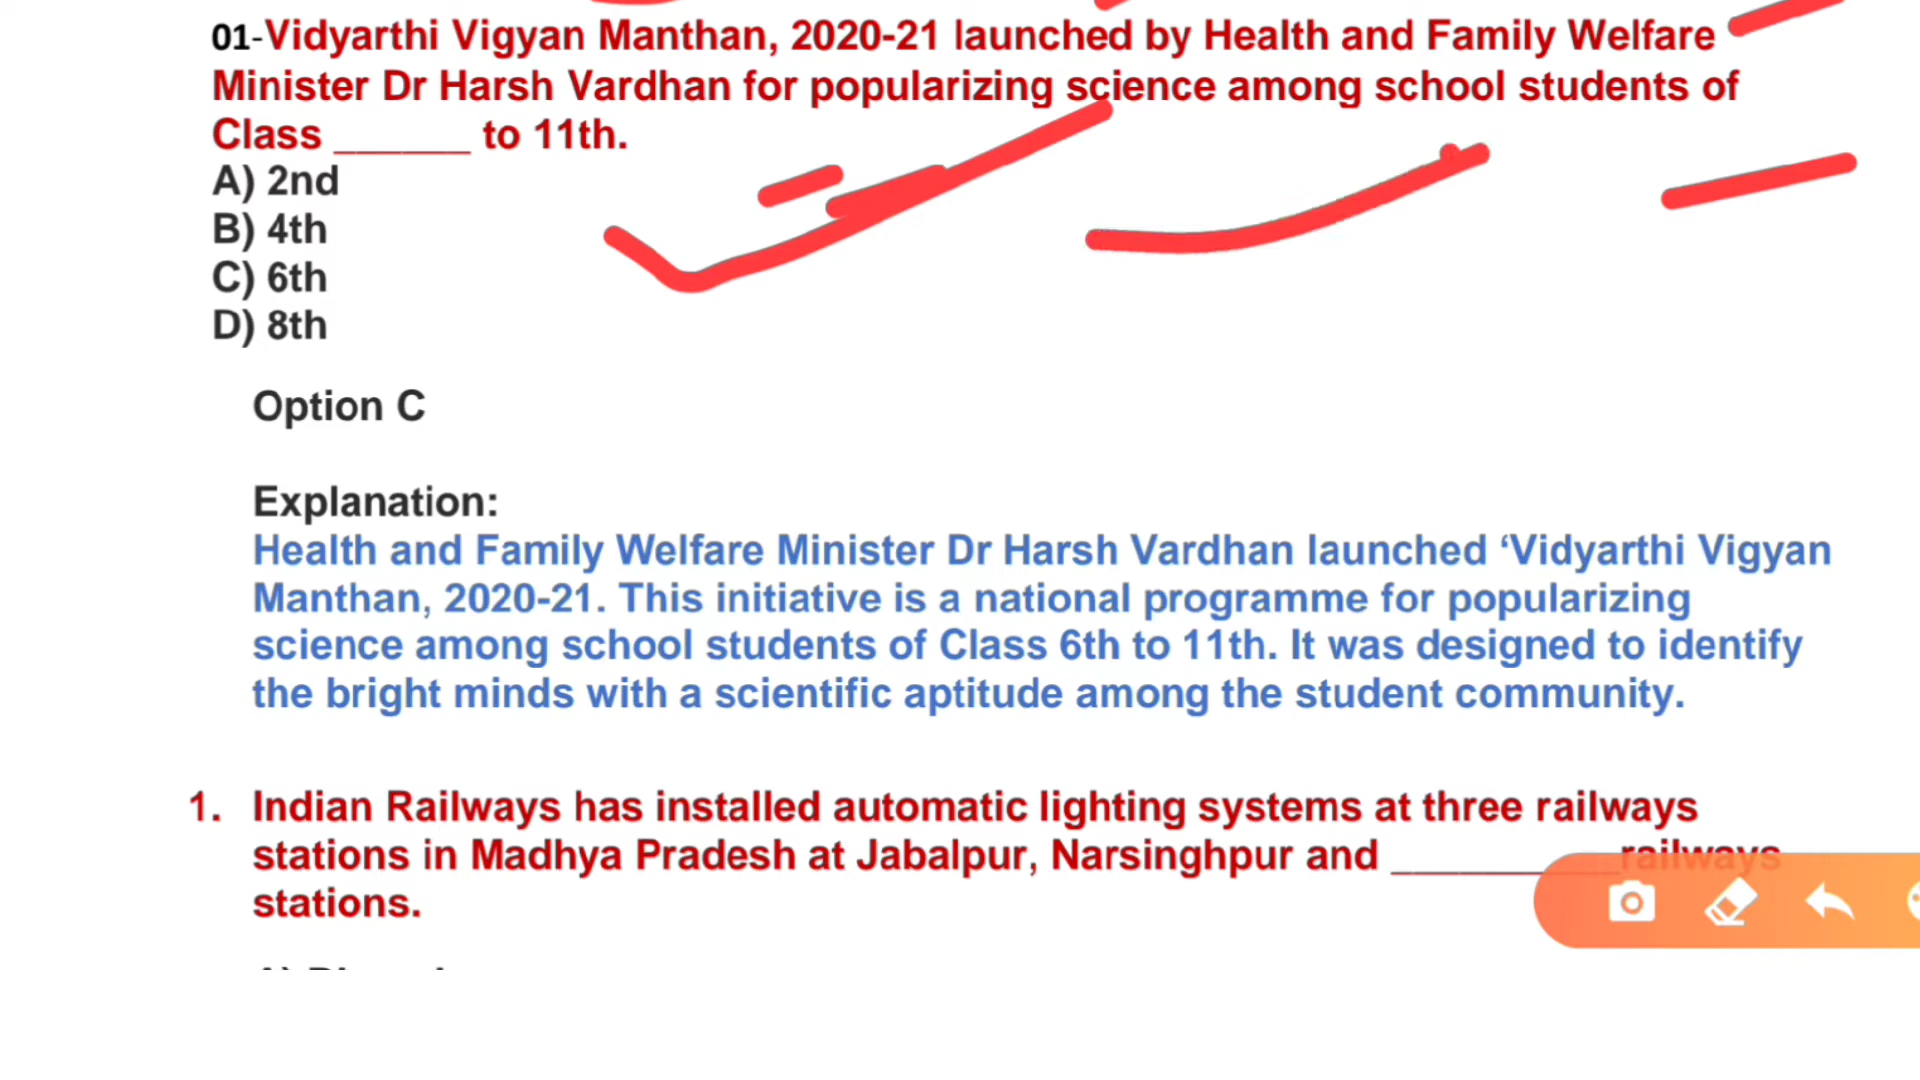 01-Vidyarthi Vigyan Manthan, 2020-21 launched by Health and Family Welfare
Minister Dr Harsh Vardhan for popularizing science among school students of
Class ______ to 11th.
A) 2nd
B) 4th
C) 6th
D) 8th
Option C
Explanation:
Health and Family Welfare Minister Dr Harsh Vardhan launched ‘Vidyarthi Vigyan
Manthan, 2020-21. This initiative is a national programme for popularizing
science among school students of Class 6th to 11th. It was designed to identify
the bright minds with a scientific aptitude among the student community.
1. Indian Railways has installed automatic lighting systems at three railways
stations in Madhya Pradesh at Jabalpur, Narsinghpur and __________ railways
stations.